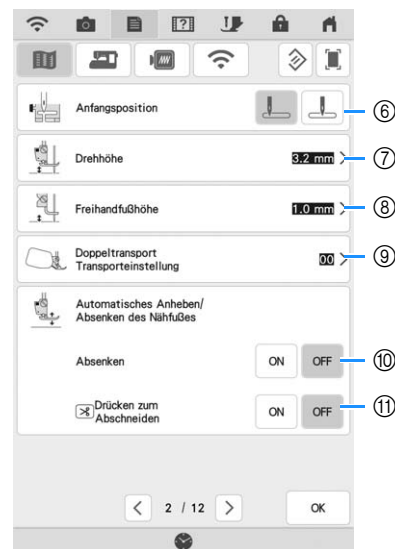 Anfangsposition
⑥
Drehhöhe
3.2 mm
⑦
Freihandfußhöhe
1.0 mm
⑧
Doppeltransport
Transporteinstellung
00
⑨
Automatisches Anheben/
Absenken des Nähfußes
Absenken
ON OFF
⑩
Drücken zum
Abschneiden
ON OFF
⑪
2 / 12
OK